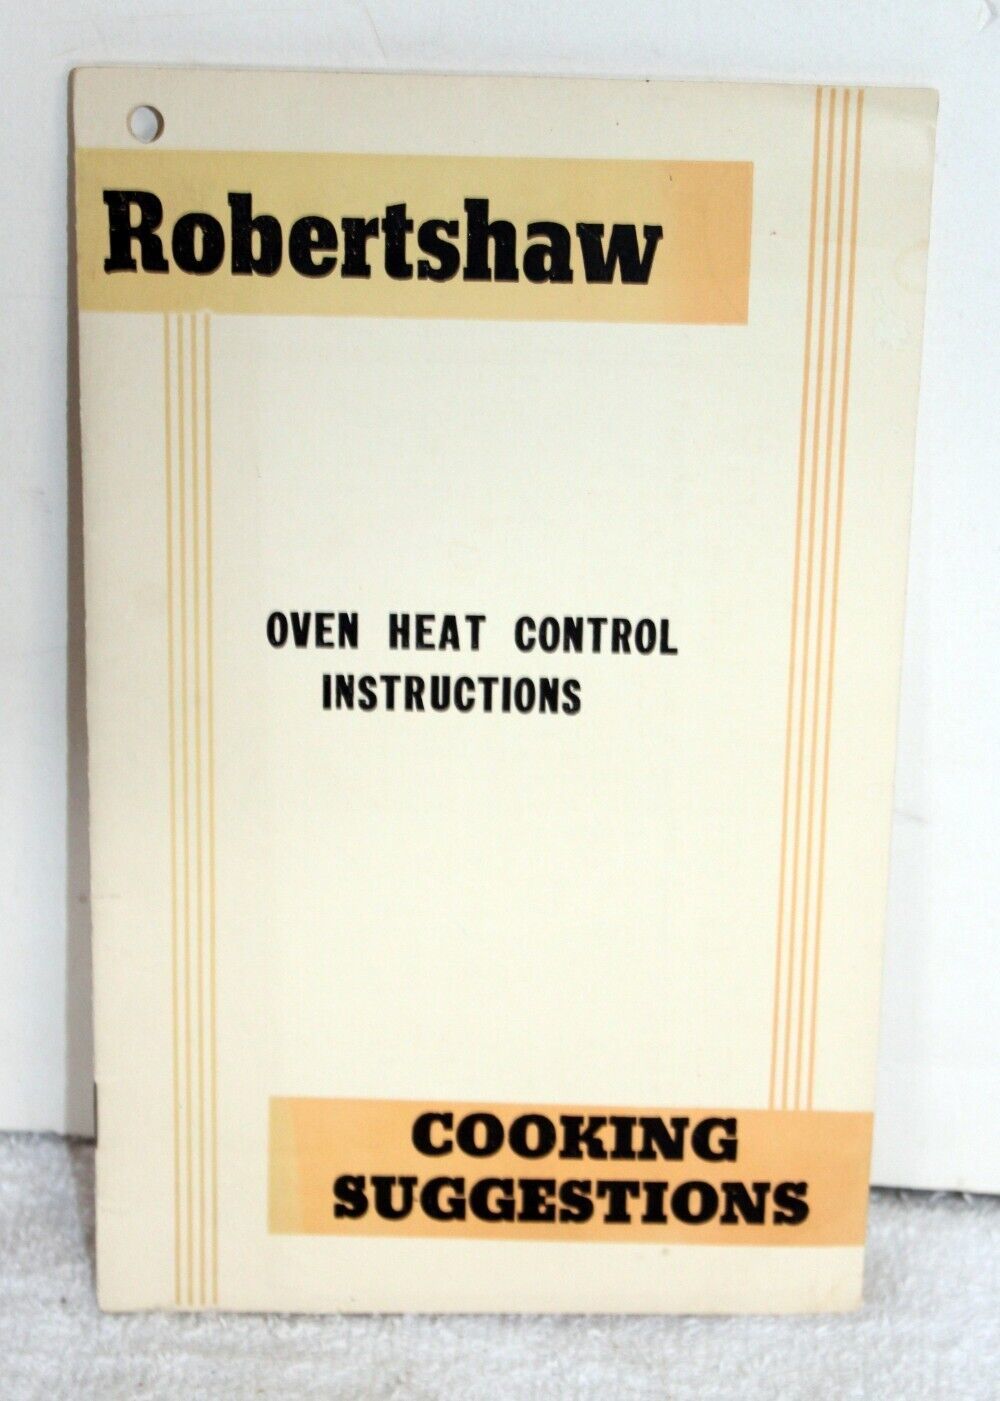 Robertshaw
OVEN HEAT CONTROL
INSTRUCTIONS
COOKING
SUGGESTIONS